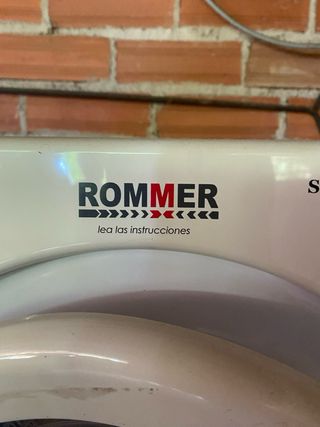 ROMMER
lea las instrucciones
S